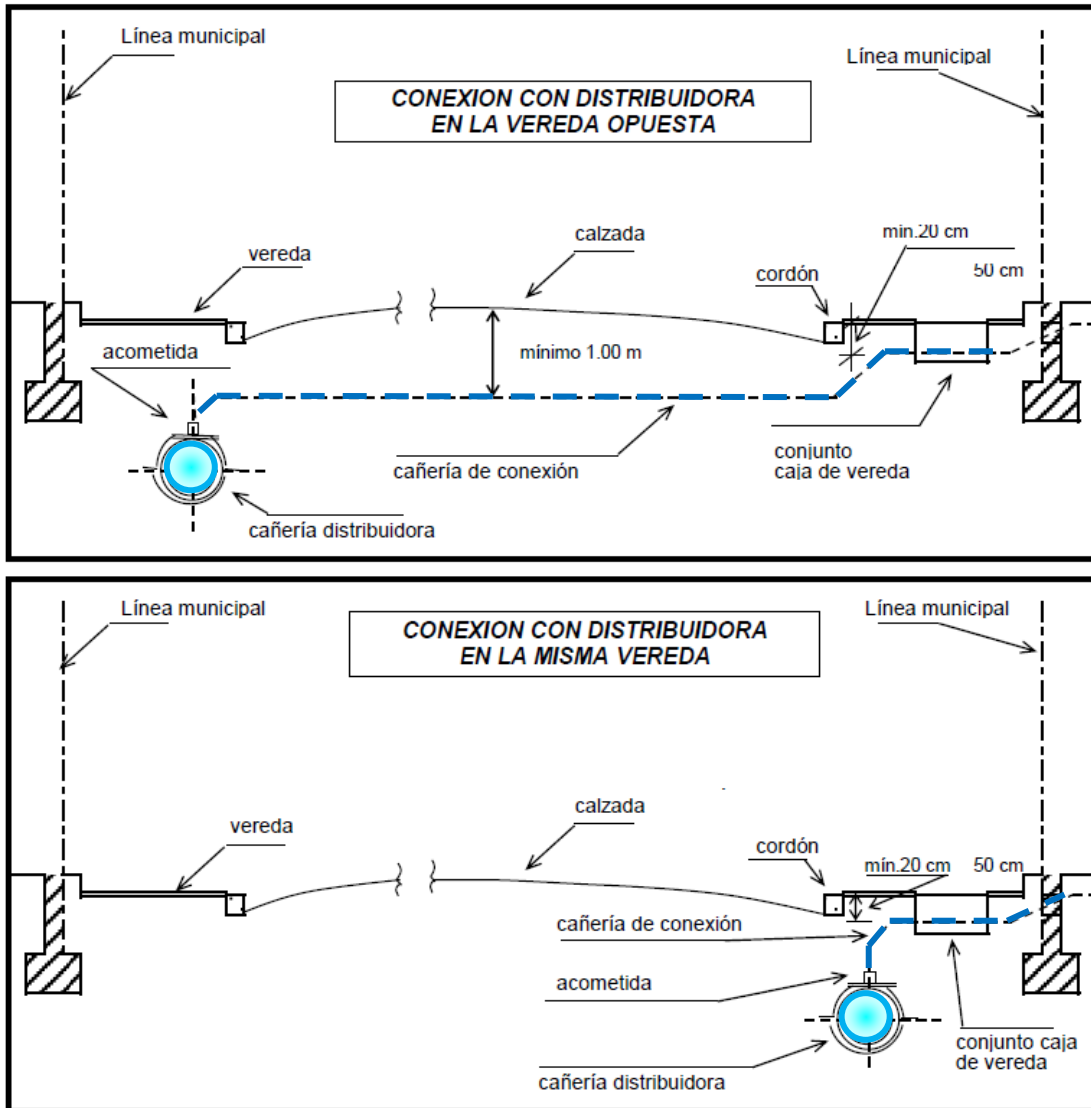 Línea municipal
Línea municipal
CONEXION CON DISTRIBUIDORA
EN LA VEREDA OPUESTA
vereda
calzada
min.20 cm
cordón
50 cm
acometida
mínimo 1.00 m
cañería de conexión
conjunto
caja de vereda
cañería distribuidora
Línea municipal
Línea municipal
CONEXION CON DISTRIBUIDORA
EN LA MISMA VEREDA
calzada
vereda
cordón
mín.20 cm
50 cm
cañería de conexión
acometida
conjunto caja
de vereda
cañería distribuidora